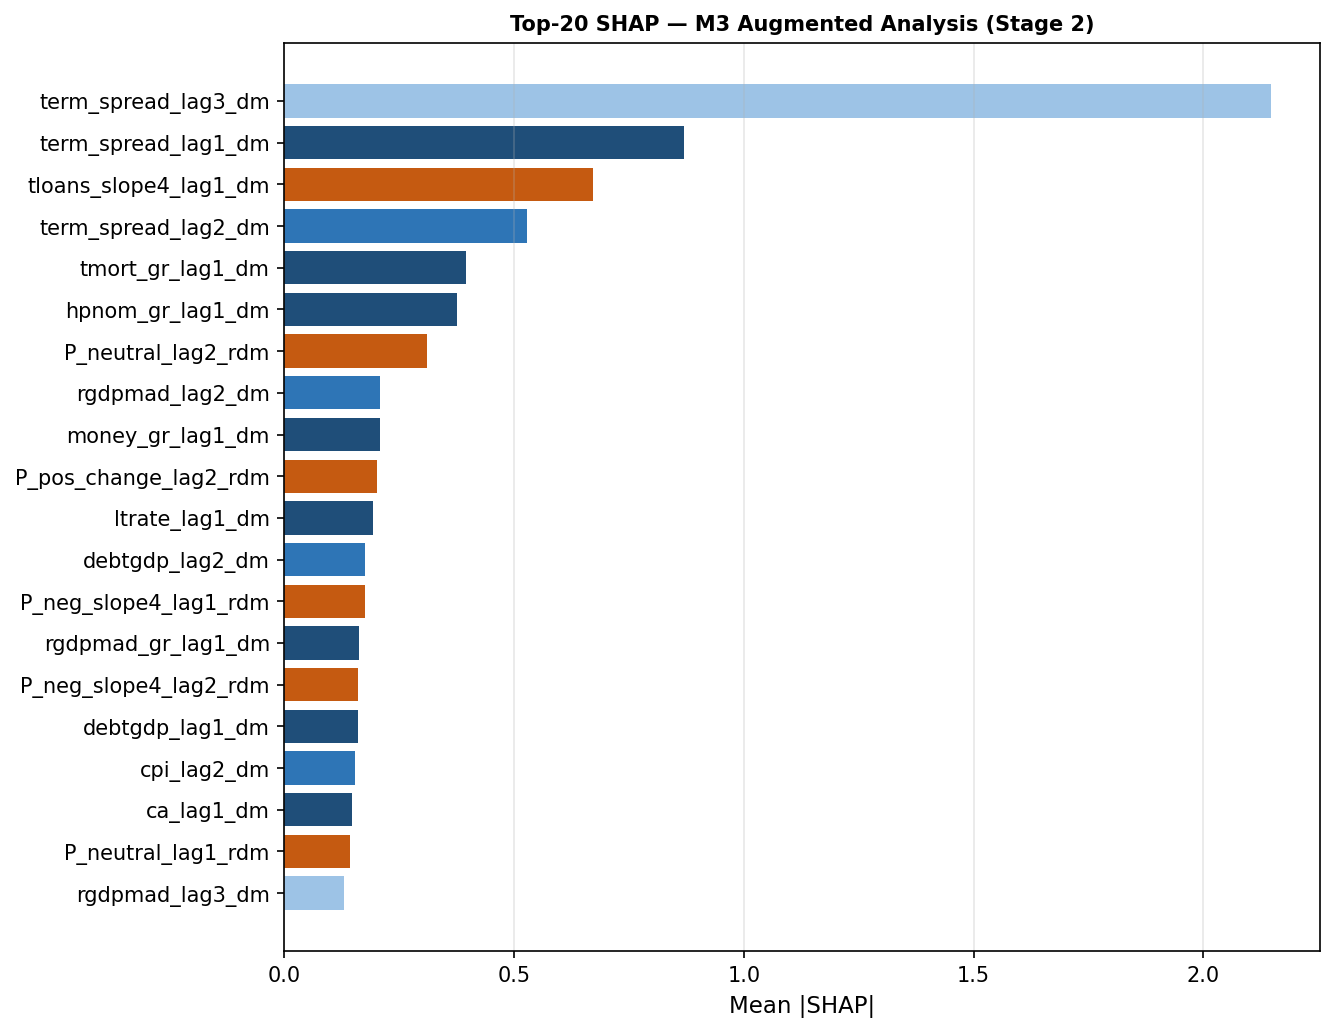 Top-20 SHAP — M3 Augmented Analysis (Stage 2)
term_spread_lag3_dm
term_spread_lag1_dm
tloans_slope4_lag1_dm
term_spread_lag2_dm
tmort_gr_lag1_dm
hpnom_gr_lag1_dm
P_neutral_lag2_rdm
rgdpmad_lag2_dm
money_gr_lag1_dm
P_pos_change_lag2_rdm
ltrate_lag1_dm
debtgdp_lag2_dm
P_neg_slope4_lag1_rdm
rgdpmad_gr_lag1_dm
P_neg_slope4_lag2_rdm
debtgdp_lag1_dm
cpi_lag2_dm
ca_lag1_dm
P_neutral_lag1_rdm
rgdpmad_lag3_dm
0.0 0.5 1.0 1.5 2.0
Mean |SHAP|